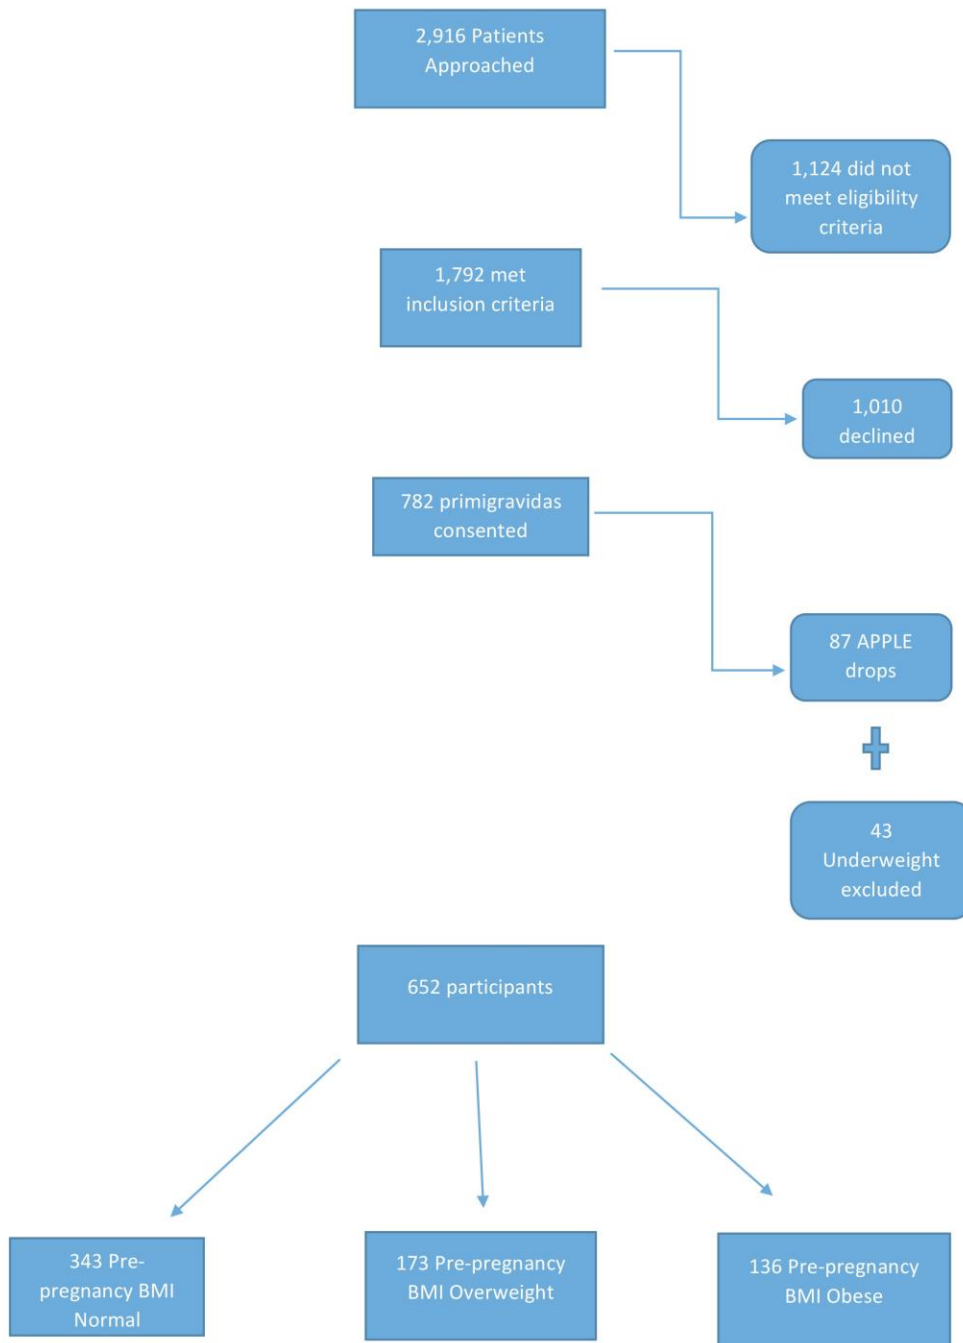 2,916 Patients
Approached
1,124 did not
meet eligibility
criteria
1,792 met
inclusion criteria
1,010
declined
782 primigravidas
consented
87 APPLE
drops
43
Underweight
excluded
652 participants
343 Pre-
pregnancy BMI
Normal
173 Pre-pregnancy
BMI Overweight
136 Pre-pregnancy
BMI Obese